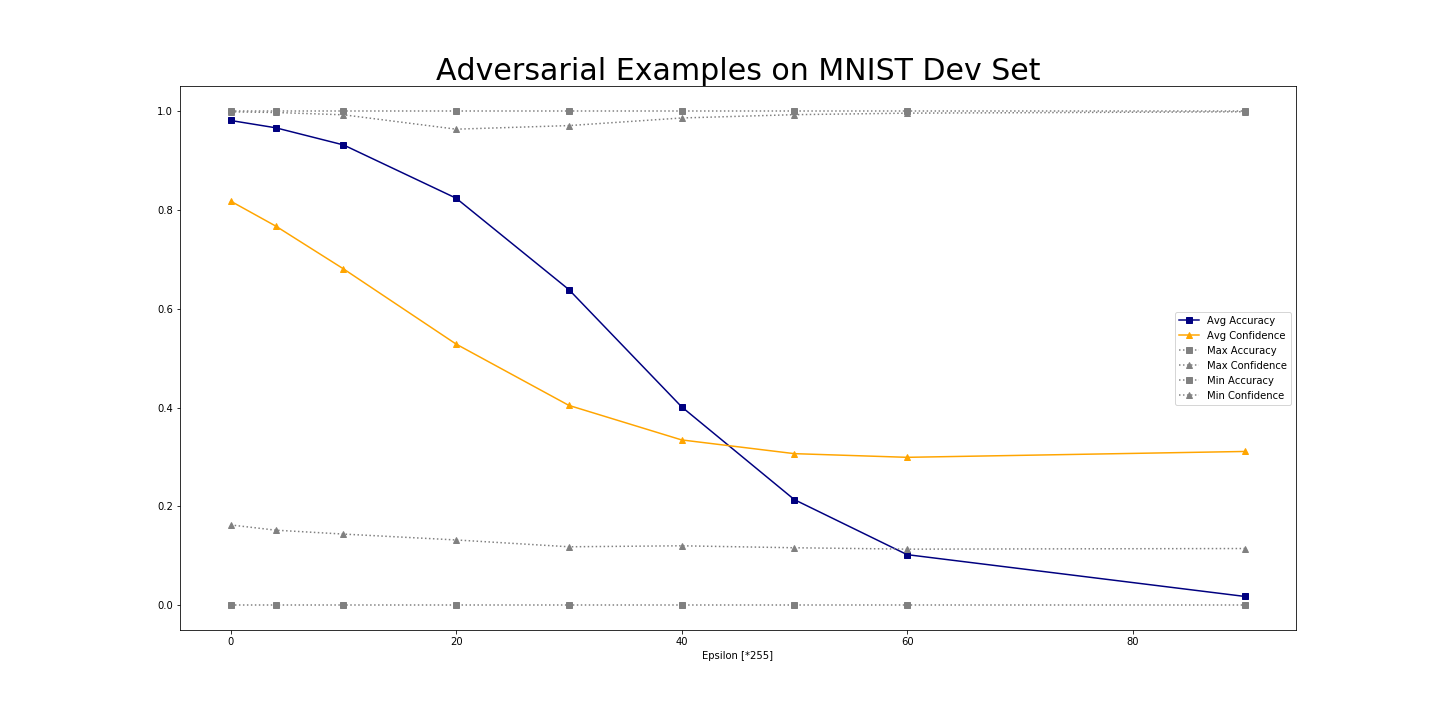 Adversarial Examples on MNIST Dev Set
1.0
0.8
0.6
0.4
0.2
0.0
Avg Accuracy
Avg Confidence
Max Accuracy
Max Confidence
Min Accuracy
Min Confidence
0 20 40 60 80
Epsilon [*255]